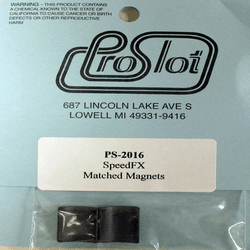 WARNING - THIS PRODUCT CONTAINS
A CHEMICAL KNOWN TO THE STATE OF
CALIFORNIA TO CAUSE CANCER OR BIRTH
DEFECTS OR OTHER REPRODUCTIVE
HARM
ProSlot
687 LINCOLN LAKE AVE S
LOWELL MI 49331-9416
PS-2016
SpeedFX
Matched Magnets